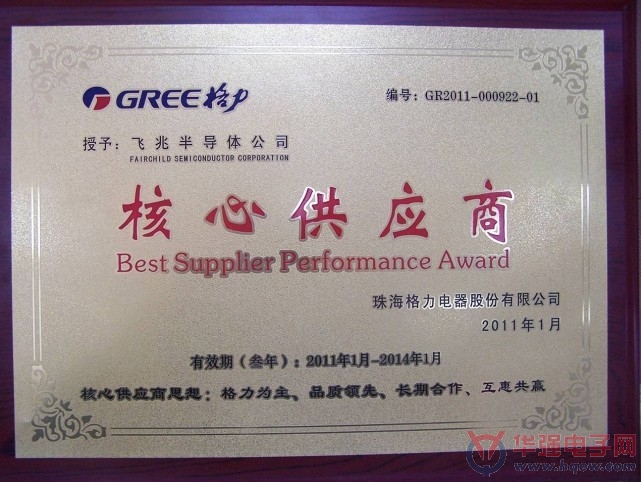 GREE格力
编号：GR2011-000922-01
授予：飞兆半导体公司
FAIRCHILD SEMICONDUCTOR CORPORATION
核心供应商
Best Supplier Performance Award
珠海格力电器股份有限公司
2011年1月
有效期（叁年）：2011年1月-2014年1月
核心供应商思想：格力为主、品质领先、长期合作、互惠共赢
华强电子网
www.hqew.com